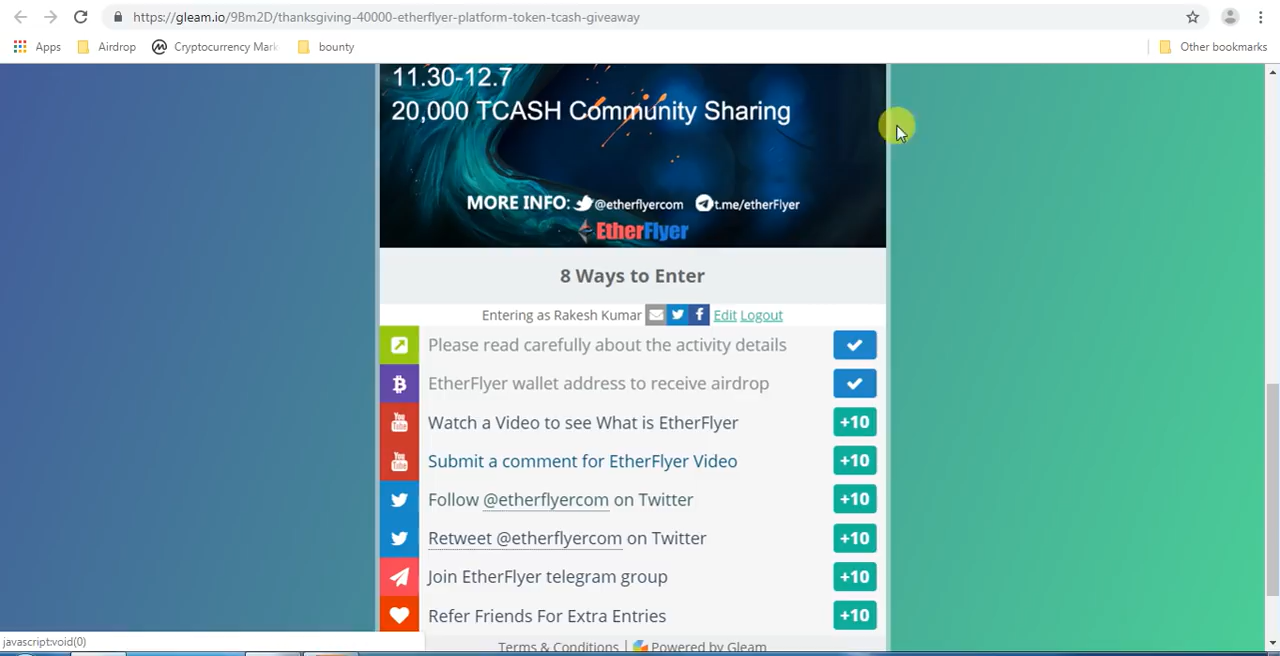 https://gleam.io/9Bm2D/thanksgiving-40000-etherflyer-platform-token-tcash-giveaway
Apps Airdrop Cryptocurrency Mark bounty Other bookmarks
11.30-12.7
20,000 TCASH Community Sharing
MORE INFO: @etherflyercom t.me/etherFlyer
EtherFlyer
8 Ways to Enter
Entering as Rakesh Kumar Edit Logout
Please read carefully about the activity details
EtherFlyer wallet address to receive airdrop
Watch a Video to see What is EtherFlyer +10
Submit a comment for EtherFlyer Video +10
Follow @etherflyercom on Twitter +10
Retweet @etherflyercom on Twitter +10
Join EtherFlyer telegram group +10
Refer Friends For Extra Entries +10
javascript:void(0)
Terms & Conditions | Powered by Gleam